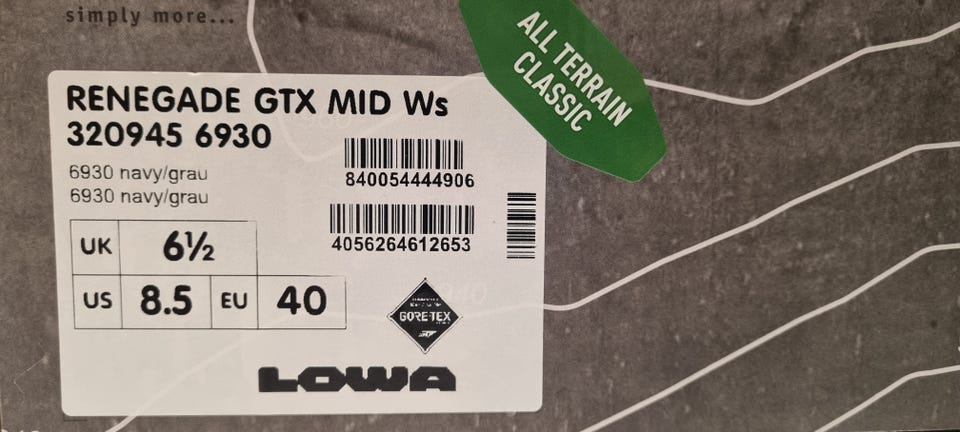 simply more...
ALL TERRAIN
CLASSIC
RENEGADE GTX MID Ws
320945 6930
6930 navy/grau
6930 navy/grau
840054444906
4056264612653
UK 6½
US 8.5 EU 40
GORE-TEX
LOWA